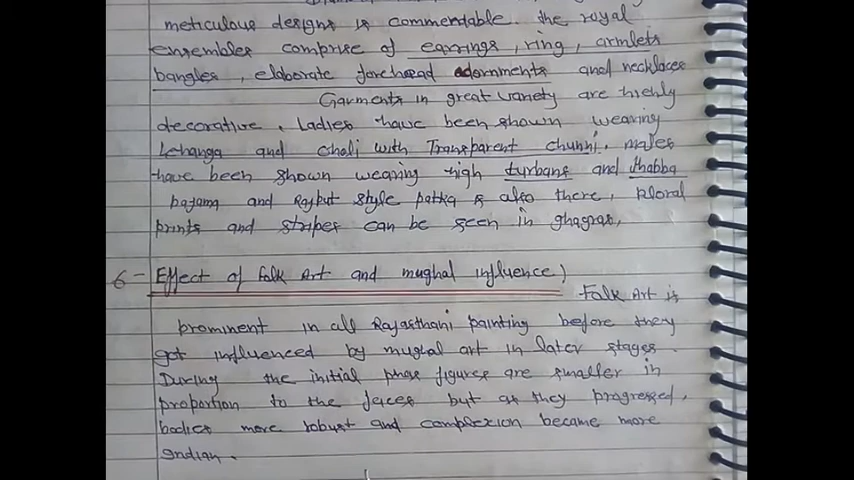 meticulous designs is commendable. the royal
ensembles comprise of earrings, ring, armlets
bangles, elaborate forehead adornments and necklaces
Garments in great variety are highly
decorative. Ladies have been shown wearing
Lehanga and choli with Transparent chunni. males
have been shown wearing high turbans and jhabba
pajama and Rajput style patka is also there, floral
prints and stripes can be seen in ghagras,
6- Effect of Folk Art and mughal influence)
Folk Art is
prominent in all Rajasthani painting before they
got influenced by mughal art in later stages.
During the initial phase figures are smaller in
proportion to the faces but as they progressed,
bodies more robust and complexion became more
Indian.